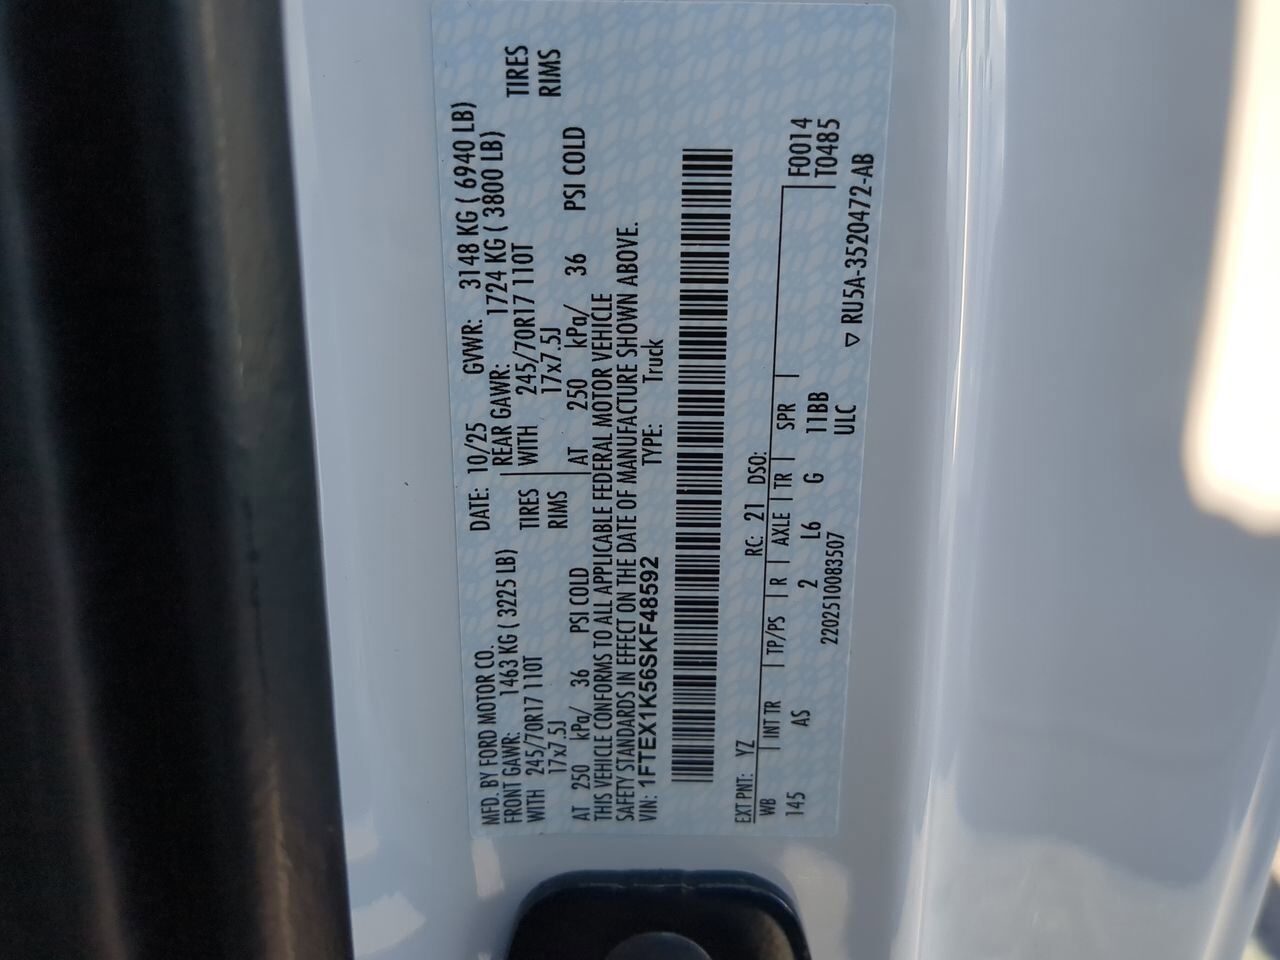 MFD. BY FORD MOTOR CO. DATE: 10/25 GVWR: 3148 KG ( 6940 LB)
FRONT GAWR: 1463 KG ( 3225 LB) REAR GAWR: 1724 KG ( 3800 LB)
WITH 245/70R17 110T TIRES WITH 245/70R17 110T TIRES
17x7.5J RIMS 17x7.5J RIMS
AT 250 kPa/ 36 PSI COLD AT 250 kPa/ 36 PSI COLD
THIS VEHICLE CONFORMS TO ALL APPLICABLE FEDERAL MOTOR VEHICLE
SAFETY STANDARDS IN EFFECT ON THE DATE OF MANUFACTURE SHOWN ABOVE.
VIN: 1FTEX1K56SKF48592 TYPE: Truck
EXT PNT: YZ RC: 21 DSO:
WB INT TR TP/PS R AXLE TR SPR F0014
145 AS 2 L6 G 11BB T0485
2202510083507 ULC ▽ RU5A-3520472-AB